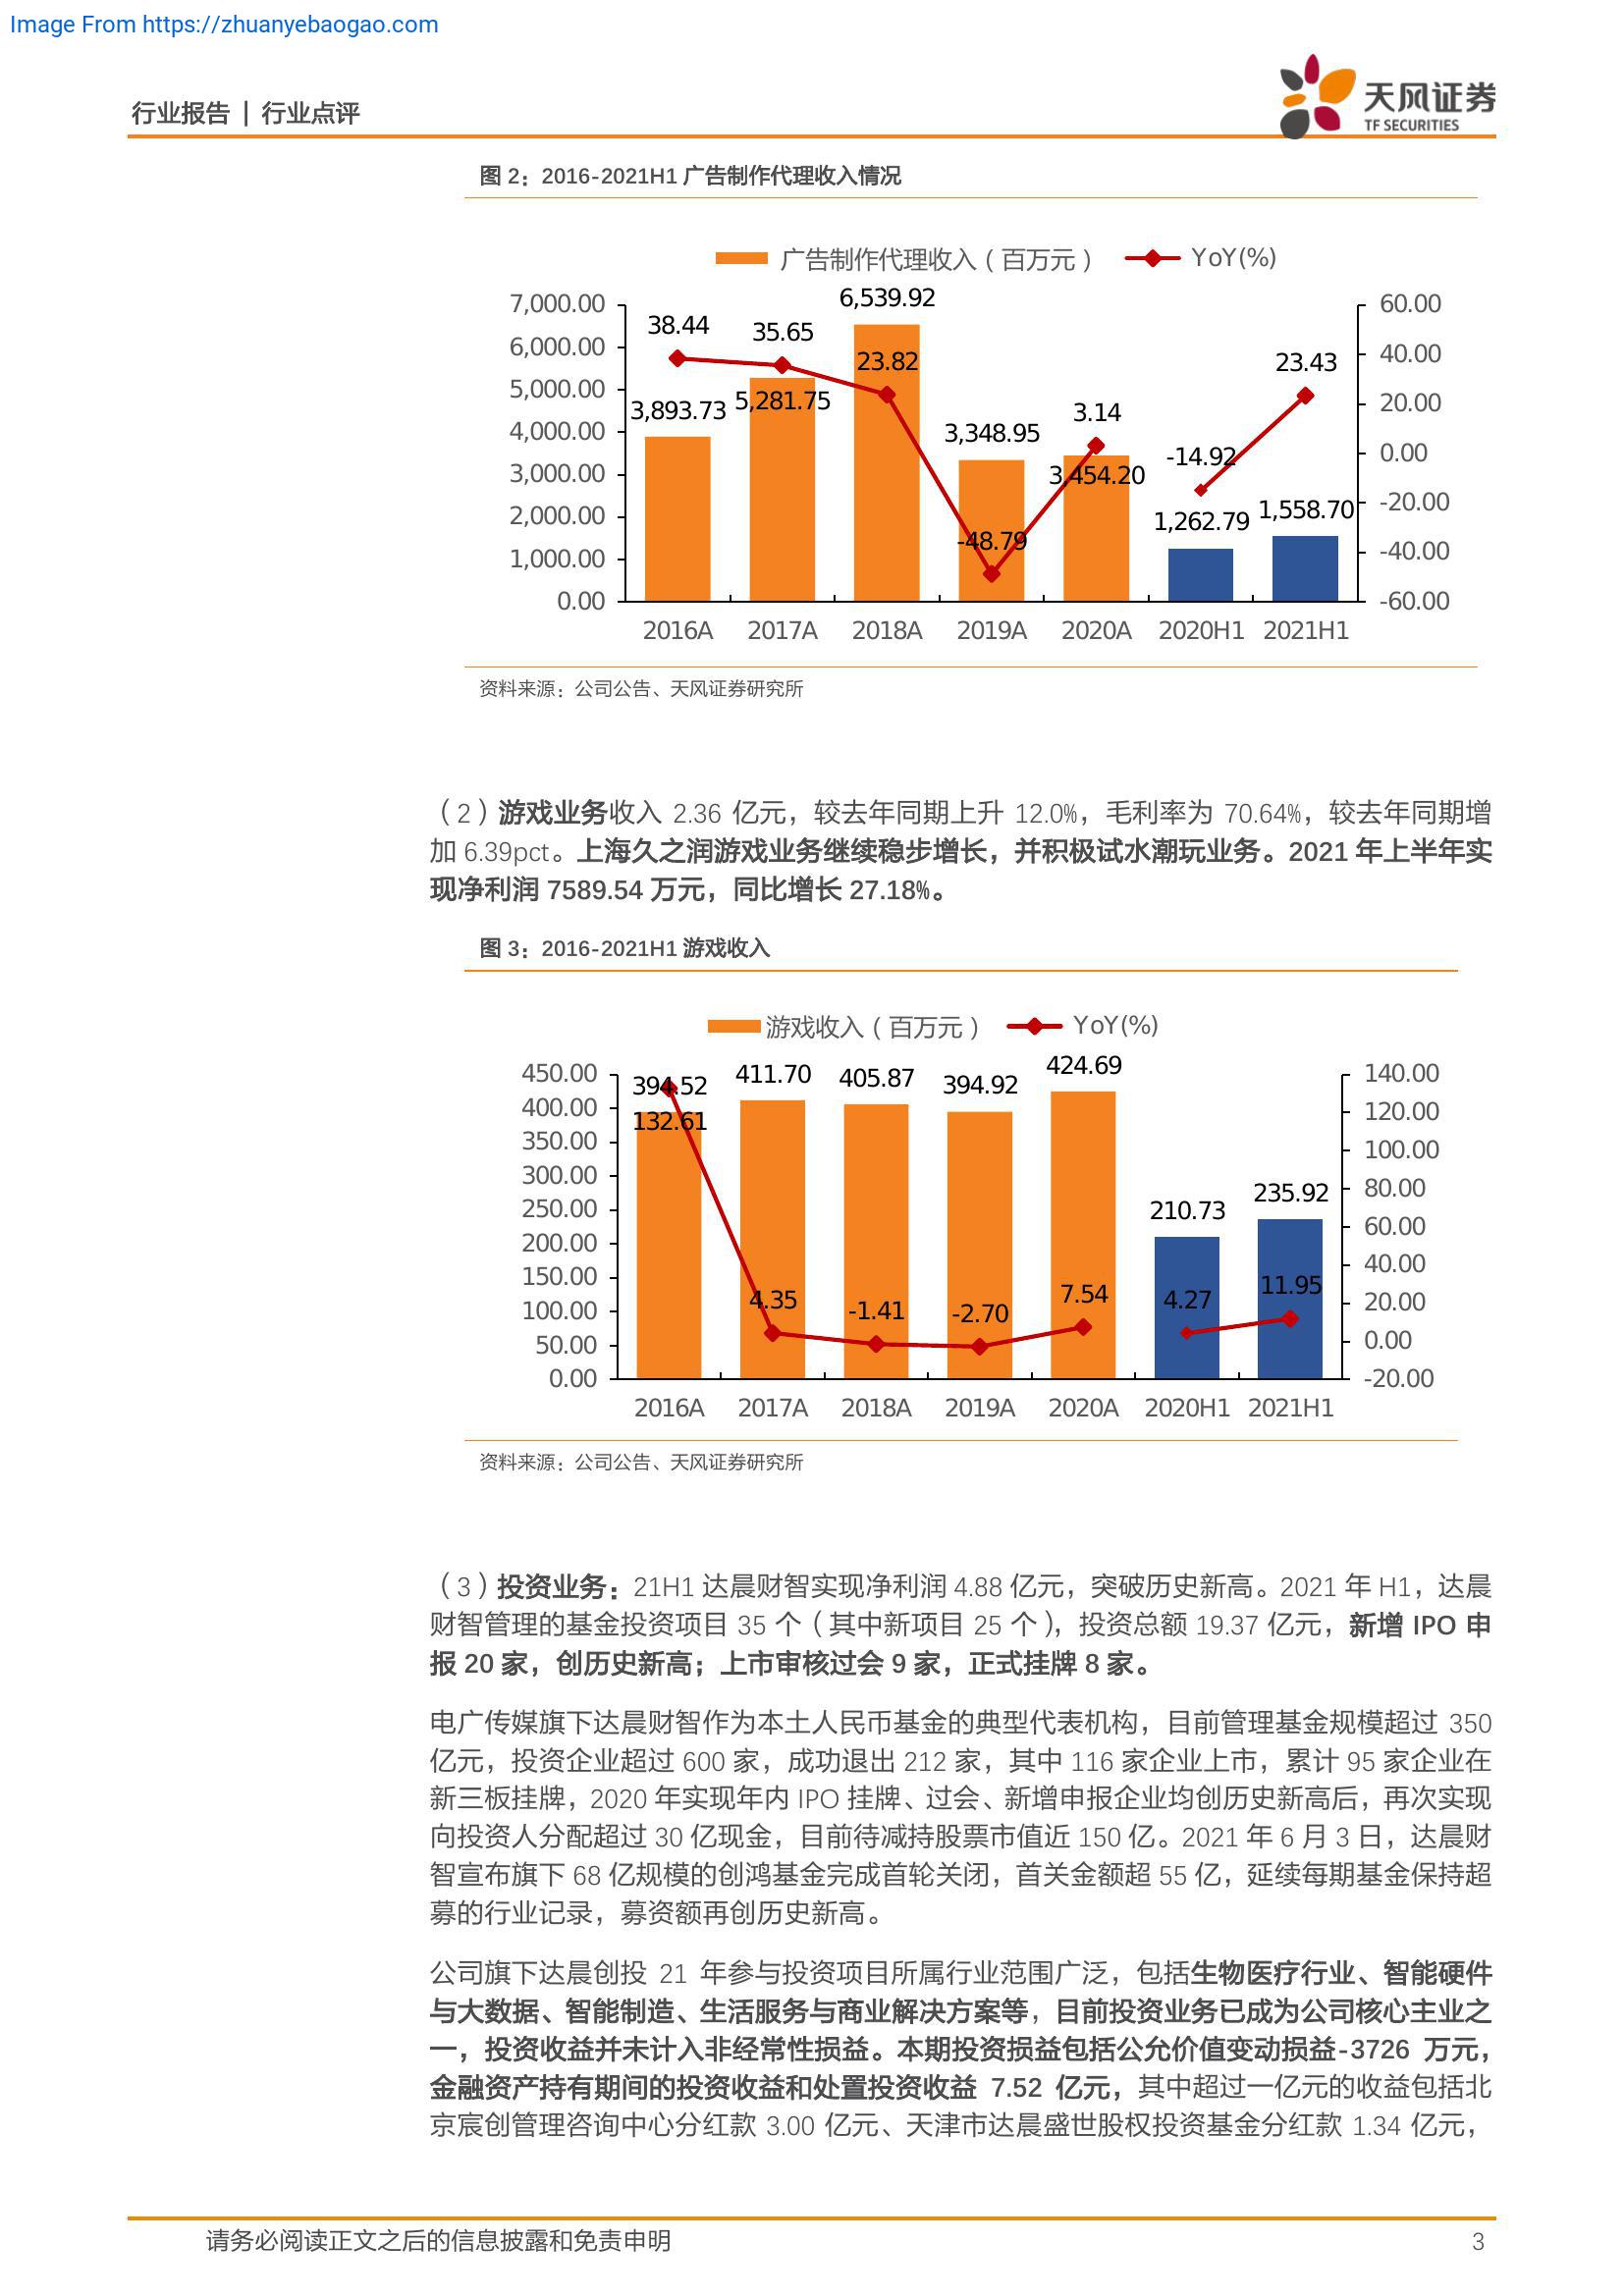 Image From https://zhuanyebaogao.com
行业报告 | 行业点评
天风证券
TF SECURITIES
图 2：2016-2021H1 广告制作代理收入情况
广告制作代理收入（百万元） YoY(%)
7,000.00
6,000.00
5,000.00
4,000.00
3,000.00
2,000.00
1,000.00
0.00
38.44 35.65 23.82 -48.79 3.14 -14.92 23.43
3,893.73 5,281.75 6,539.92 3,348.95 3,454.20 1,262.79 1,558.70
60.00
40.00
20.00
0.00
-20.00
-40.00
-60.00
2016A 2017A 2018A 2019A 2020A 2020H1 2021H1
资料来源：公司公告、天风证券研究所
（2）游戏业务收入 2.36 亿元，较去年同期上升 12.0%，毛利率为 70.64%，较去年同期增
加 6.39pct。上海久之润游戏业务继续稳步增长，并积极试水潮玩业务。2021 年上半年实
现净利润 7589.54 万元，同比增长 27.18%。
图 3：2016-2021H1 游戏收入
游戏收入（百万元） YoY(%)
450.00
400.00
350.00
300.00
250.00
200.00
150.00
100.00
50.00
0.00
394.52 411.70 405.87 394.92 424.69 210.73 235.92
132.61 4.35 -1.41 -2.70 7.54 4.27 11.95
140.00
120.00
100.00
80.00
60.00
40.00
20.00
0.00
-20.00
2016A 2017A 2018A 2019A 2020A 2020H1 2021H1
资料来源：公司公告、天风证券研究所
（3）投资业务：21H1 达晨财智实现净利润 4.88 亿元，突破历史新高。2021 年 H1，达晨
财智管理的基金投资项目 35 个（其中新项目 25 个），投资总额 19.37 亿元，新增 IPO 申
报 20 家，创历史新高；上市审核过会 9 家，正式挂牌 8 家。
电广传媒旗下达晨财智作为本土人民币基金的典型代表机构，目前管理基金规模超过 350
亿元，投资企业超过 600 家，成功退出 212 家，其中 116 家企业上市，累计 95 家企业在
新三板挂牌，2020 年实现年内 IPO 挂牌、过会、新增申报企业均创历史新高后，再次实现
向投资人分配超过 30 亿现金，目前待减持股票市值近 150 亿。2021 年 6 月 3 日，达晨财
智宣布旗下 68 亿规模的创鸿基金完成首轮关闭，首关金额超 55 亿，延续每期基金保持超
募的行业记录，募资额再创历史新高。
公司旗下达晨创投 21 年参与投资项目所属行业范围广泛，包括生物医疗行业、智能硬件
与大数据、智能制造、生活服务与商业解决方案等，目前投资业务已成为公司核心主业之
一，投资收益并未计入非经常性损益。本期投资损益包括公允价值变动损益-3726 万元，
金融资产持有期间的投资收益和处置投资收益 7.52 亿元，其中超过一亿元的收益包括北
京宸创管理咨询中心分红款 3.00 亿元、天津市达晨盛世股权投资基金分红款 1.34 亿元，
请务必阅读正文之后的信息披露和免责申明 3